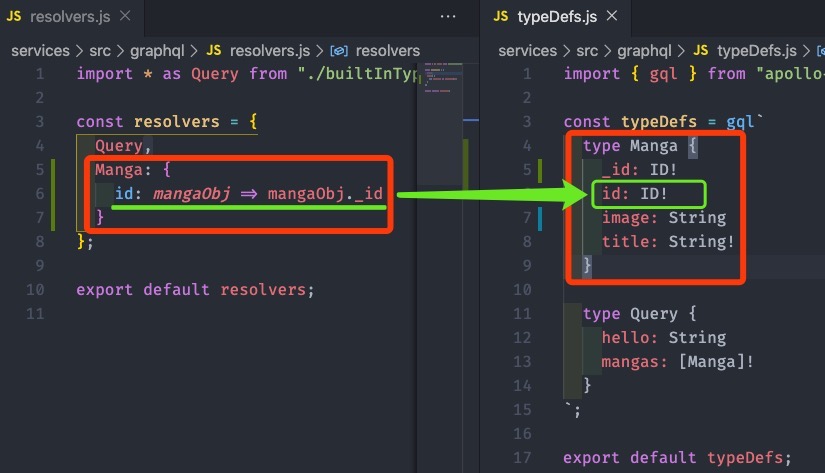 JS resolvers.js ×
services > src > graphql > JS resolvers.js > resolvers
1 import * as Query from "./builtInTyp
2
3 const resolvers = {
4 Query,
5 Manga: {
6 id: mangaObj => mangaObj._id
7 }
8 };
9
10 export default resolvers;
11
JS typeDefs.js ×
services > src > graphql > JS typeDefs.js >
1 import { gql } from "apollo-
2
3 const typeDefs = gql`
4 type Manga {
5 _id: ID!
6 id: ID!
7 image: String
8 title: String!
9 }
10
11 type Query {
12 hello: String
13 mangas: [Manga]!
14 }
15 `;
16
17 export default typeDefs;